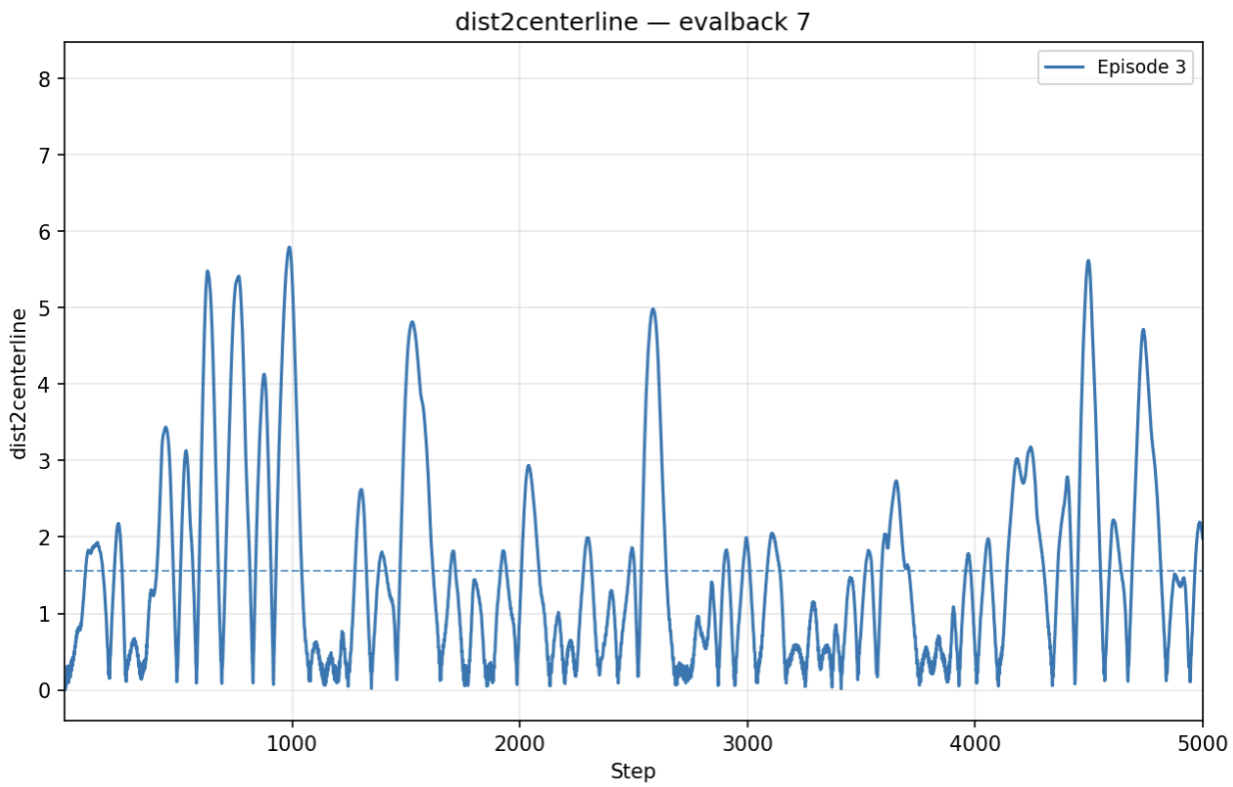 dist2centerline — evalback 7
Episode 3
8
7
6
5
4
3
2
1
0
dist2centerline
1000 2000 3000 4000 5000
Step